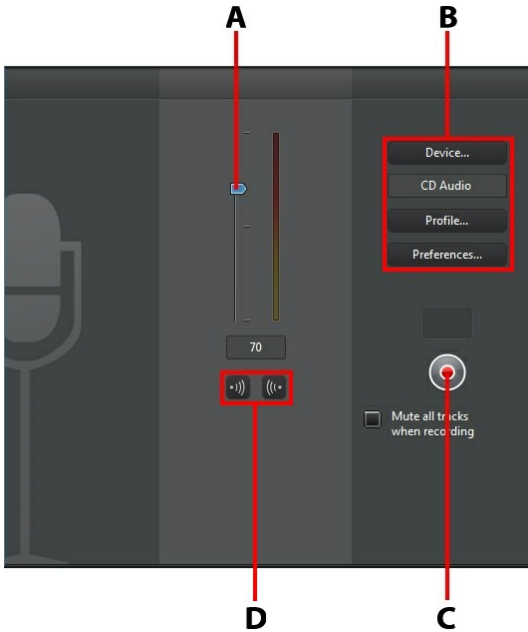 A
B
Device...
CD Audio
Profile...
Preferences...
70
Mute all tracks
when recording
D
C